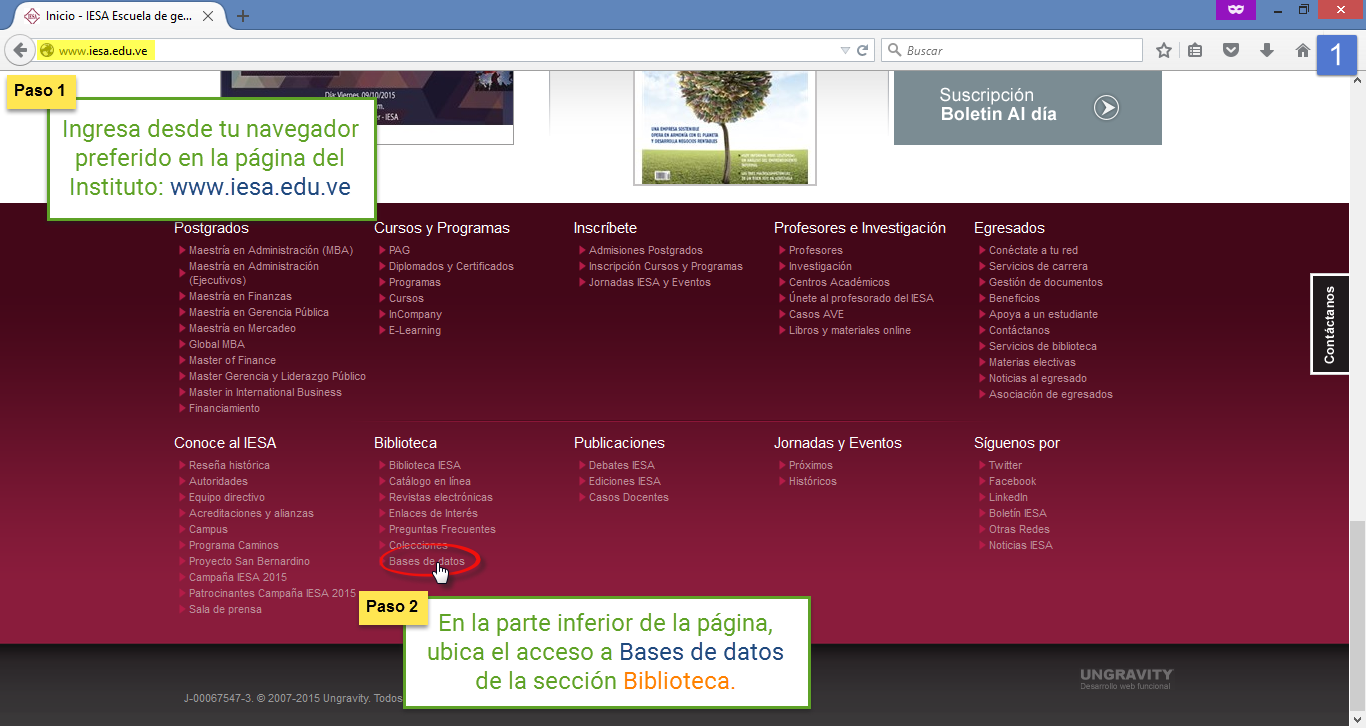 Inicio - IESA Escuela de ge...
www.iesa.edu.ve
Buscar
1
Paso 1
Ingresa desde tu navegador
preferido en la página del
Instituto: www.iesa.edu.ve
Día: Viernes, 09/10/2015
- IESA
UNA EMPRESA SOSTENIBLE
OPERA EN ARMONÍA CON EL PLANETA
Y DESARROLLA NEGOCIOS RENTABLES
Suscripción
Boletin Al día
Contáctanos
Postgrados
Maestría en Administración (MBA)
Maestría en Administración
(Ejecutivos)
Maestría en Finanzas
Maestría en Gerencia Pública
Maestría en Mercadeo
Global MBA
Master of Finance
Master Gerencia y Liderazgo Público
Master in International Business
Financiamiento
Cursos y Programas
PAG
Diplomados y Certificados
Programas
Cursos
InCompany
E-Learning
Inscríbete
Admisiones Postgrados
Inscripción Cursos y Programas
Jornadas IESA y Eventos
Profesores e Investigación
Profesores
Investigación
Centros Académicos
Únete al profesorado del IESA
Casos AVE
Libros y materiales online
Egresados
Conéctate a tu red
Servicios de carrera
Gestión de documentos
Beneficios
Apoya a un estudiante
Contáctanos
Servicios de biblioteca
Materias electivas
Noticias al egresado
Asociación de egresados
Conoce al IESA
Reseña histórica
Autoridades
Equipo directivo
Acreditaciones y alianzas
Campus
Programa Caminos
Proyecto San Bernardino
Campaña IESA 2015
Patrocinantes Campaña IESA 2015
Sala de prensa
Biblioteca
Biblioteca IESA
Catálogo en línea
Revistas electrónicas
Enlaces de Interés
Preguntas Frecuentes
Colecciones
Bases de datos
Publicaciones
Debates IESA
Ediciones IESA
Casos Docentes
Jornadas y Eventos
Próximos
Históricos
Síguenos por
Twitter
Facebook
LinkedIn
Boletín IESA
Otras Redes
Noticias IESA
Paso 2
En la parte inferior de la página,
ubica el acceso a Bases de datos
de la sección Biblioteca.
J-00067547-3. © 2007-2015 Ungravity. Todos
UNGRAVITY
Desarrollo web funcional